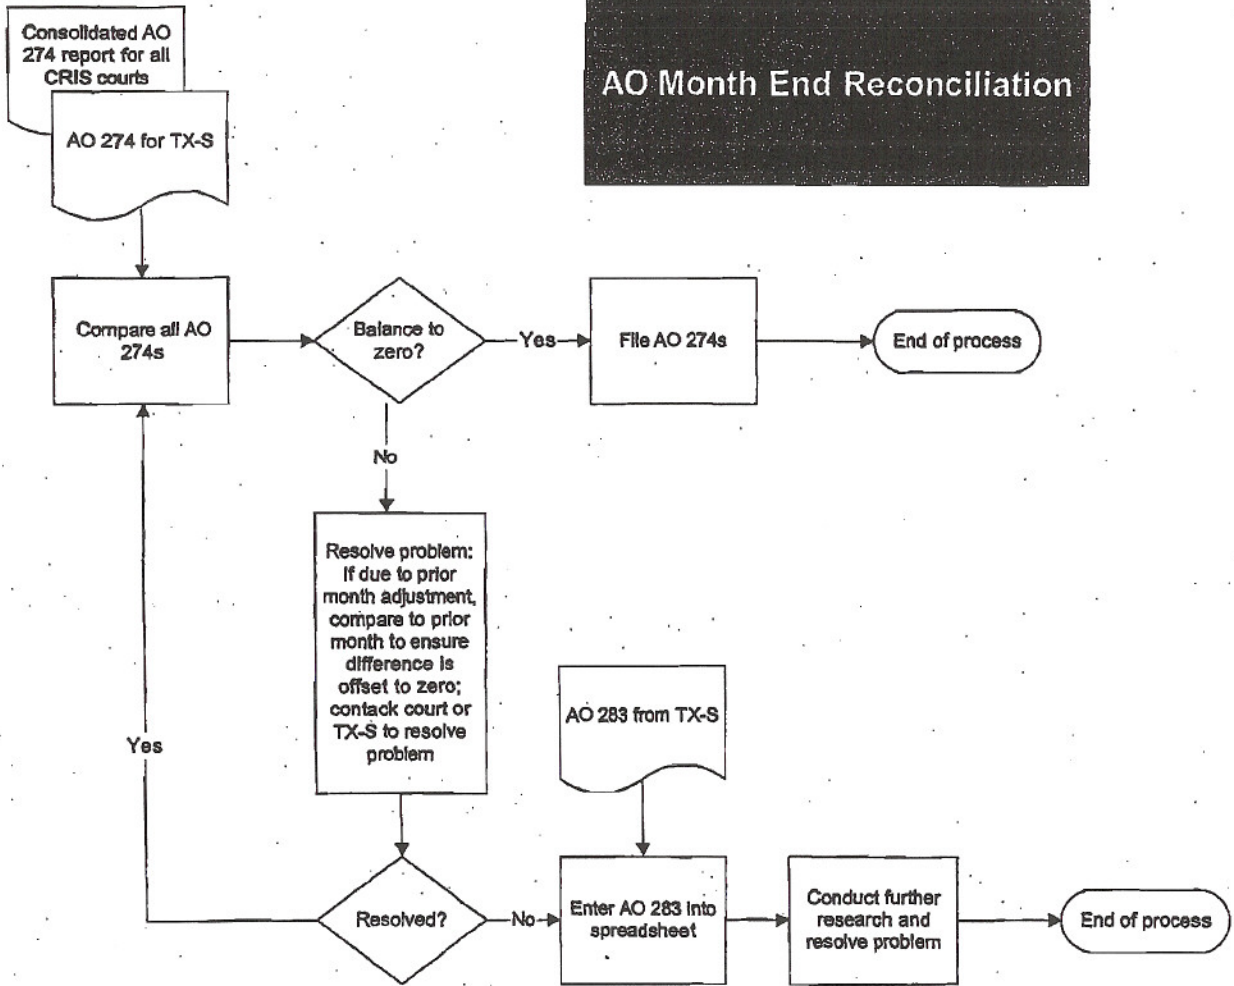 Consolidated AO
274 report for all
CRIS courts
AO 274 for TX-S
AO Month End Reconciliation
Compare all AO
274s
Balance to
zero?
Yes
File AO 274s
End of process
No
Resolve problem:
If due to prior
month adjustment,
compare to prior
month to ensure
difference is
offset to zero;
contack court or
TX-S to resolve
problem
AO 283 from TX-S
Yes
Resolved?
No
Enter AO 283 into
spreadsheet
Conduct further
research and
resolve problem
End of process